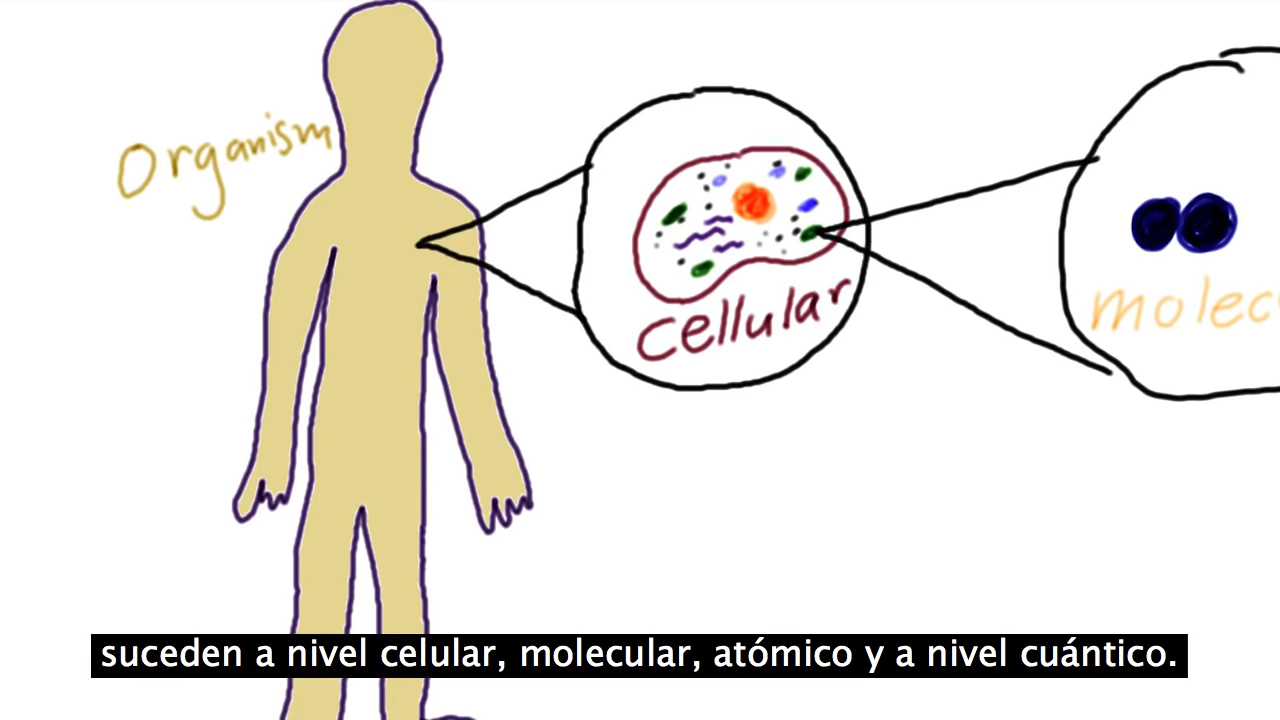 Organism
cellular
molec
suceden a nivel celular, molecular, atómico y a nivel cuántico.